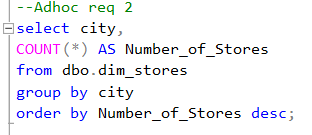 --Adhoc req 2
select city,
COUNT(*) AS Number_of_Stores
from dbo.dim_stores
group by city
order by Number_of_Stores desc;